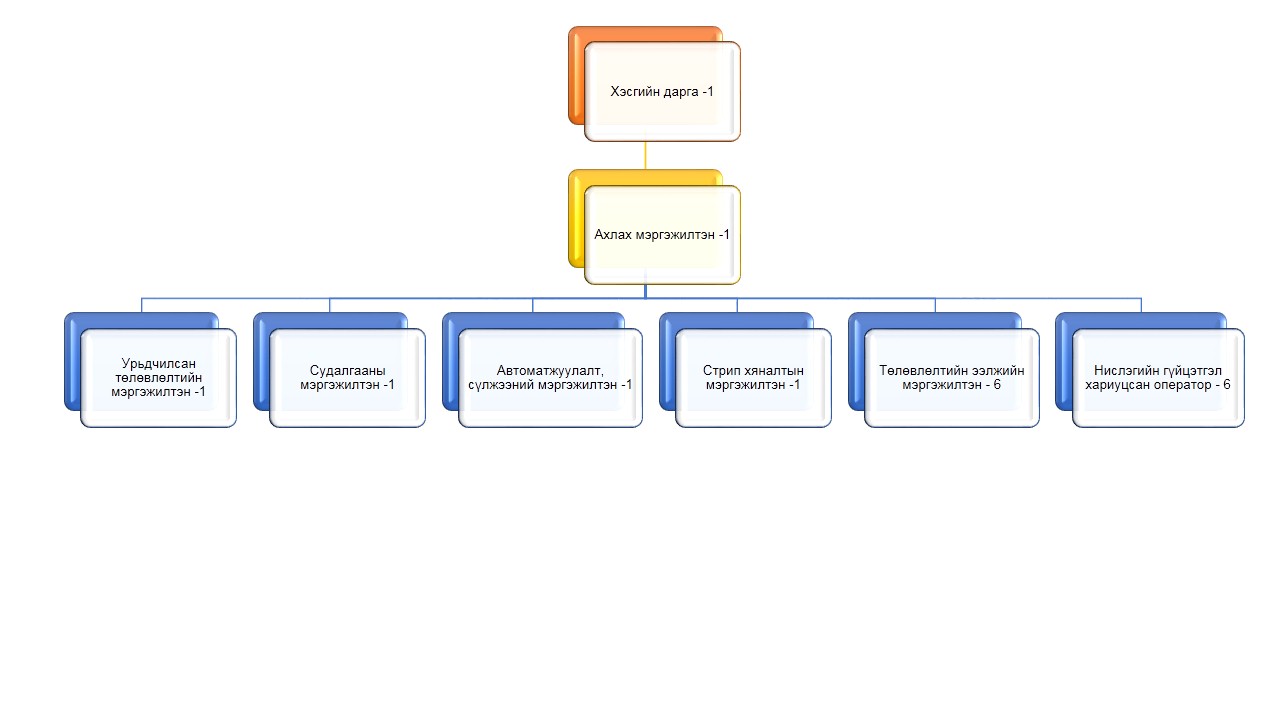 Хэсгийн дарга -1
Ахлах мэргэжилтэн -1
Урьдчилсан
төлөвлөлтийн
мэргэжилтэн -1
Судалгааны
мэргэжилтэн -1
Автоматжуулалт,
сүлжээний мэргэжилтэн -1
Стрип хяналтын
мэргэжилтэн -1
Төлөвлөлтийн ээлжийн
мэргэжилтэн - 6
Нислэгийн гүйцэтгэл
хариуцсан оператор - 6